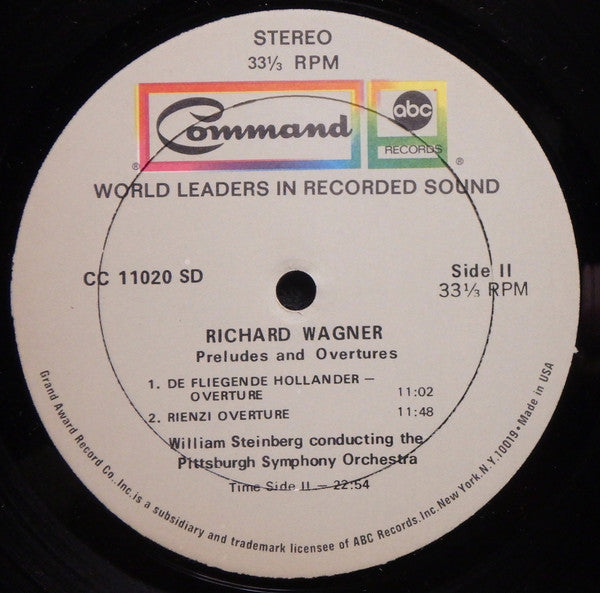 STEREO
33⅓ RPM
Command
abc
RECORDS
®
®
WORLD LEADERS IN RECORDED SOUND
CC 11020 SD
Side II
33⅓ RPM
RICHARD WAGNER
Preludes and Overtures
1. DE FLIEGENDE HOLLANDER –
OVERTURE 11:02
2. RIENZI OVERTURE 11:48
William Steinberg conducting the
Pittsburgh Symphony Orchestra
Time Side II – 22:54
Grand Award Record Co., Inc. is a subsidiary and trademark licensee of ABC Records, Inc. New York. N.Y. 10019 • Made in USA